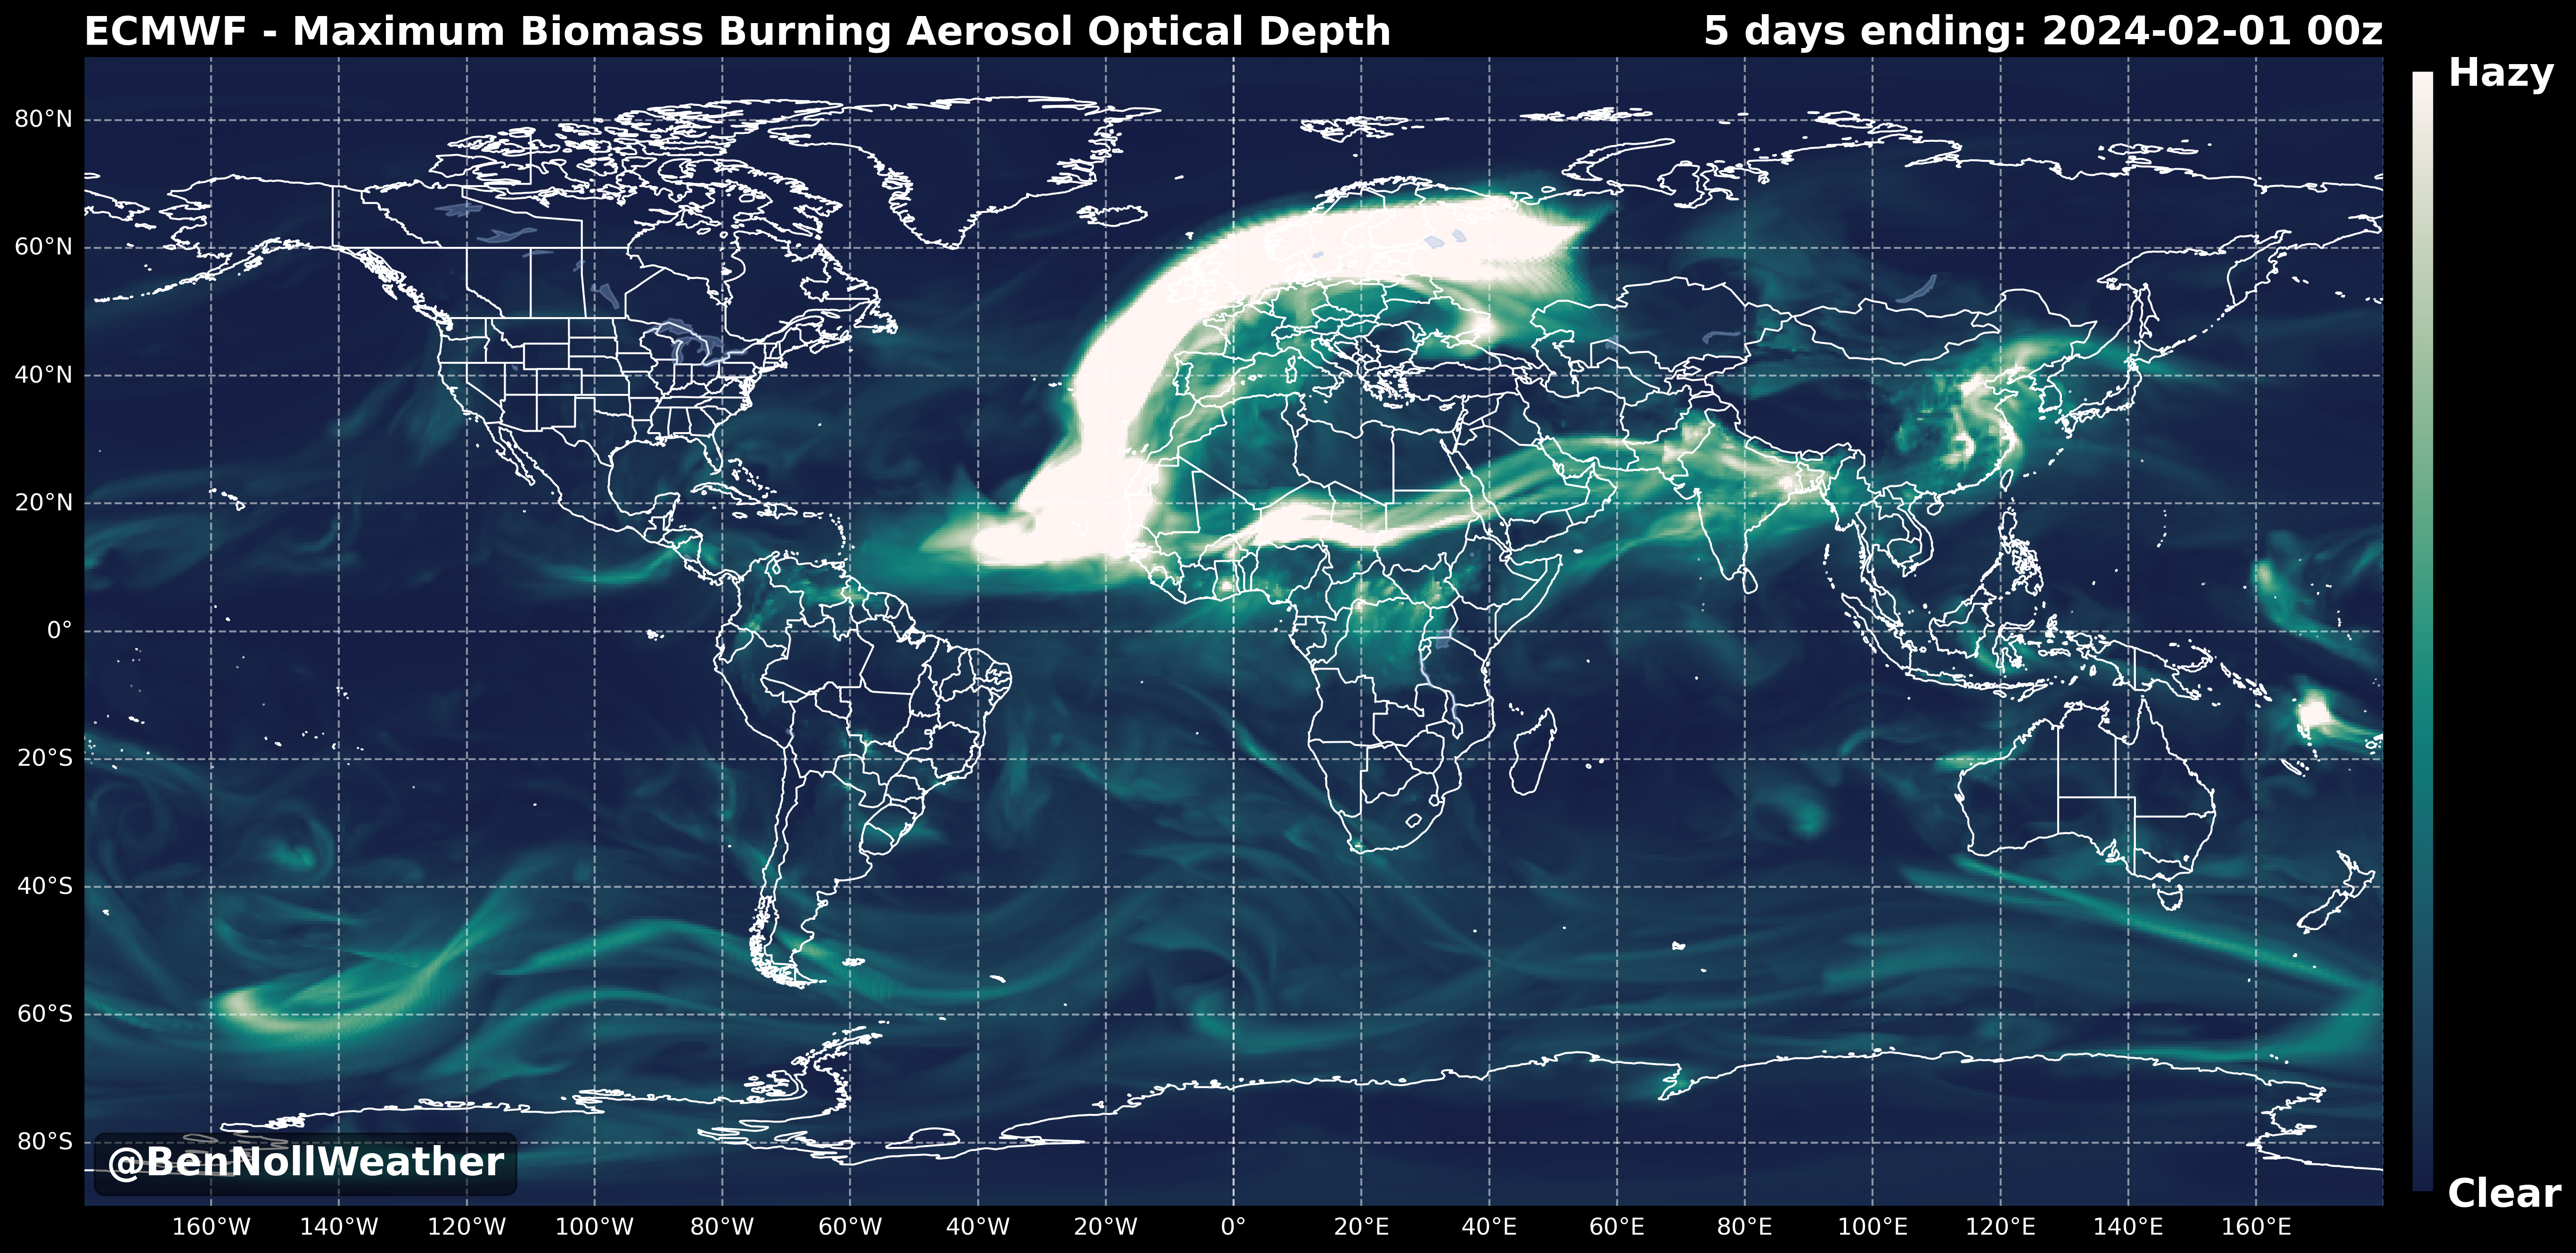 ECMWF - Maximum Biomass Burning Aerosol Optical Depth
5 days ending: 2024-02-01 00z
Hazy
80°N
60°N
40°N
20°N
0°
20°S
40°S
60°S
80°S
@BenNollWeather
Clear
160°W 140°W 120°W 100°W 80°W 60°W 40°W 20°W 0° 20°E 40°E 60°E 80°E 100°E 120°E 140°E 160°E